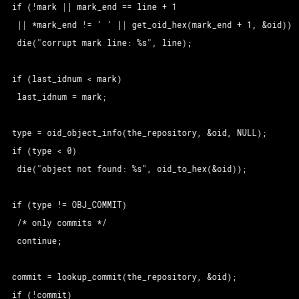 if (!mark || mark_end == line + 1
|| *mark_end != ' ' || get_oid_hex(mark_end + 1, &oid))
die("corrupt mark line: %s", line);
if (last_idnum < mark)
last_idnum = mark;
type = oid_object_info(the_repository, &oid, NULL);
if (type < 0)
die("object not found: %s", oid_to_hex(&oid));
if (type != OBJ_COMMIT)
/* only commits */
continue;
commit = lookup_commit(the_repository, &oid);
if (!commit)